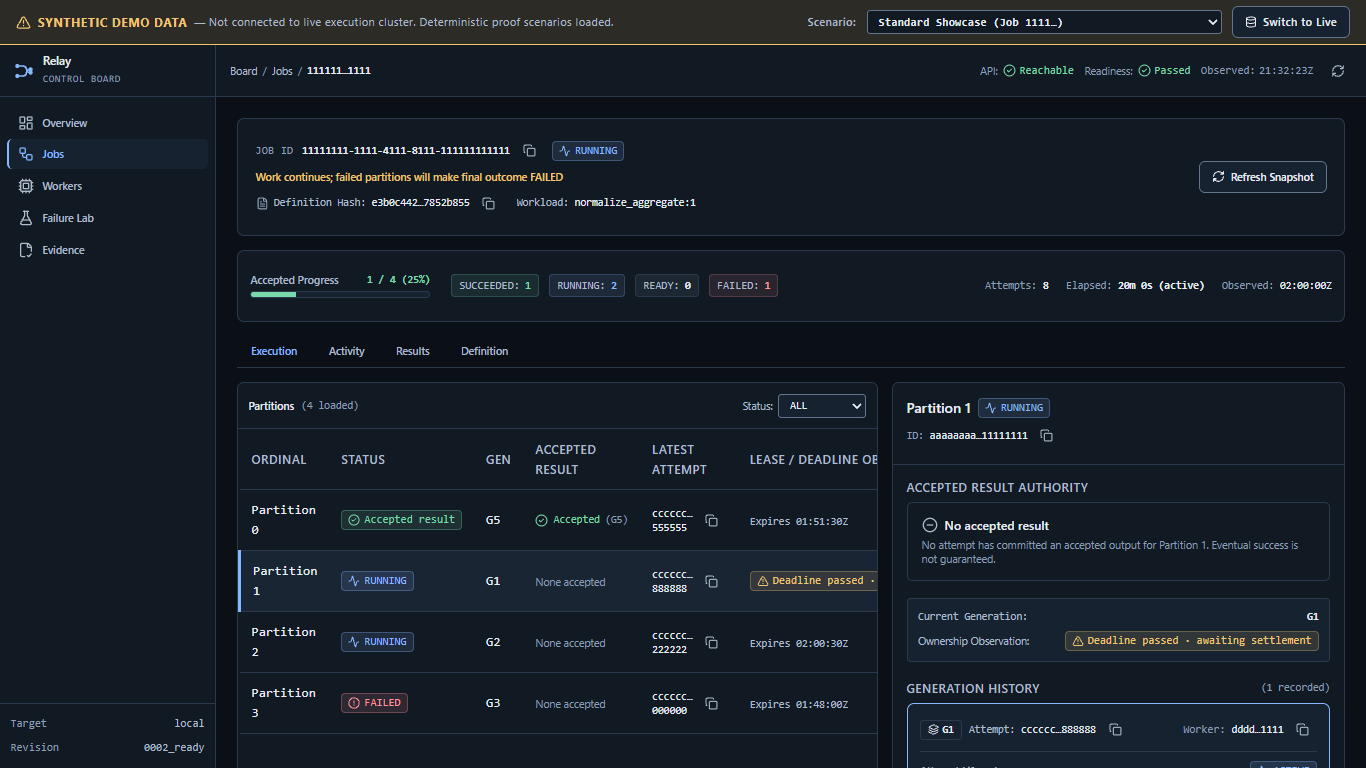 SYNTHETIC DEMO DATA — Not connected to live execution cluster. Deterministic proof scenarios loaded.
Scenario: Standard Showcase (Job 1111…)
Switch to Live
Relay
CONTROL BOARD
Board / Jobs / 111111…1111
API: Reachable Readiness: Passed Observed: 21:32:23Z
Overview
Jobs
Workers
Failure Lab
Evidence
Target local
Revision 0002_ready
JOB ID 11111111-1111-4111-8111-111111111111 RUNNING
Work continues; failed partitions will make final outcome FAILED
Definition Hash: e3b0c442…7852b855 Workload: normalize_aggregate:1
Refresh Snapshot
Accepted Progress 1 / 4 (25%)
SUCCEEDED: 1 RUNNING: 2 READY: 0 FAILED: 1
Attempts: 8 Elapsed: 20m 0s (active) Observed: 02:00:00Z
Execution Activity Results Definition
Partitions (4 loaded)
Status: ALL
ORDINAL STATUS GEN ACCEPTED RESULT LATEST ATTEMPT LEASE / DEADLINE OB
Partition 0 Accepted result G5 Accepted (G5) cccccc…555555 Expires 01:51:30Z
Partition 1 RUNNING G1 None accepted cccccc…888888 Deadline passed ·
Partition 2 RUNNING G2 None accepted cccccc…222222 Expires 02:00:30Z
Partition 3 FAILED G3 None accepted cccccc…000000 Expires 01:48:00Z
Partition 1 RUNNING
ID: aaaaaaaa…11111111
ACCEPTED RESULT AUTHORITY
No accepted result
No attempt has committed an accepted output for Partition 1. Eventual success is
not guaranteed.
Current Generation: G1
Ownership Observation: Deadline passed · awaiting settlement
GENERATION HISTORY (1 recorded)
G1 Attempt: cccccc…888888 Worker: dddd…1111